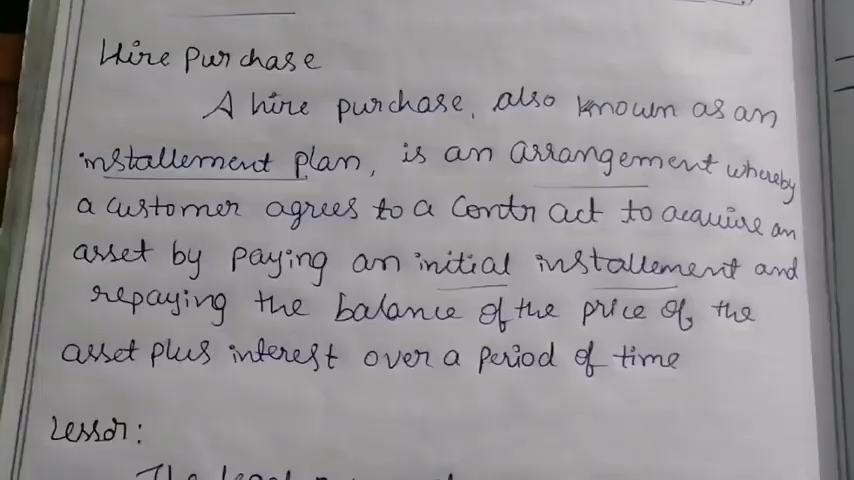 Hire purchase
A hire purchase, also known as an
installement plan, is an arrangement whereby
a customer agrees to a contract to acquire an
asset by paying an initial installement and
repaying the balance of the price of the
asset plus interest over a period of time
Lessor:
The legal